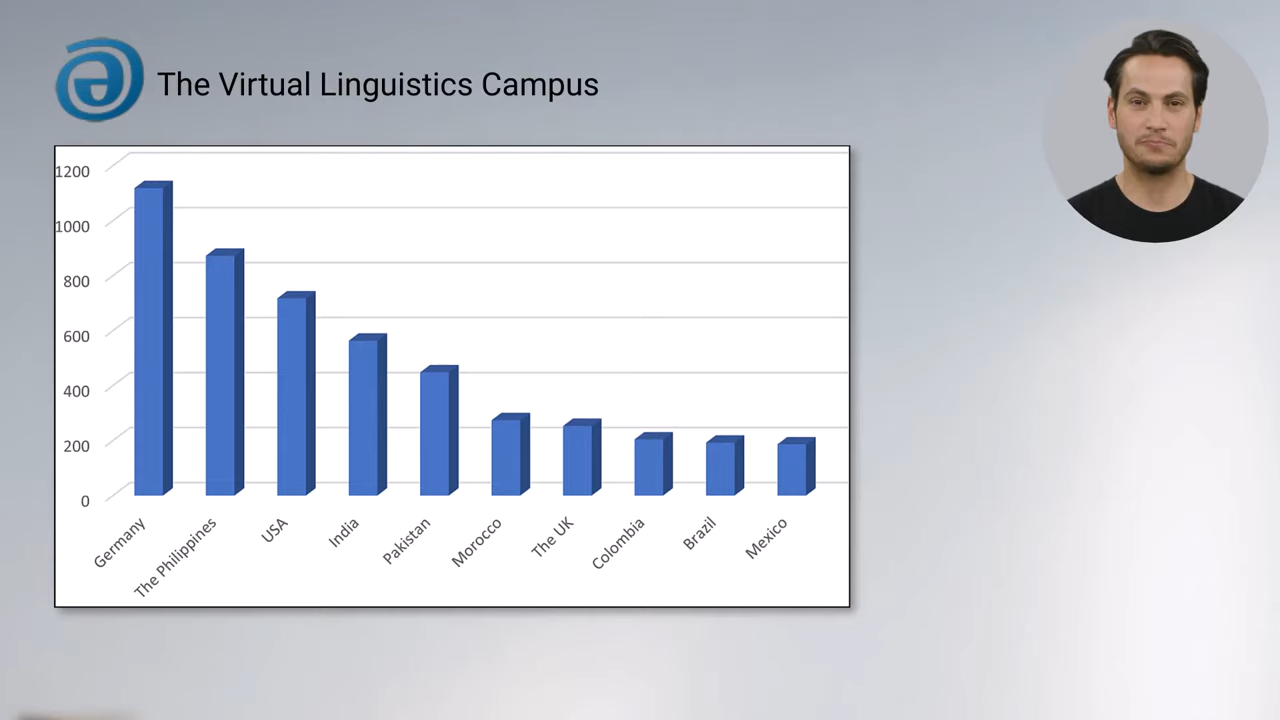 The Virtual Linguistics Campus
1200
1000
800
600
400
200
0
Germany
The Philippines
USA
India
Pakistan
Morocco
The UK
Colombia
Brazil
Mexico